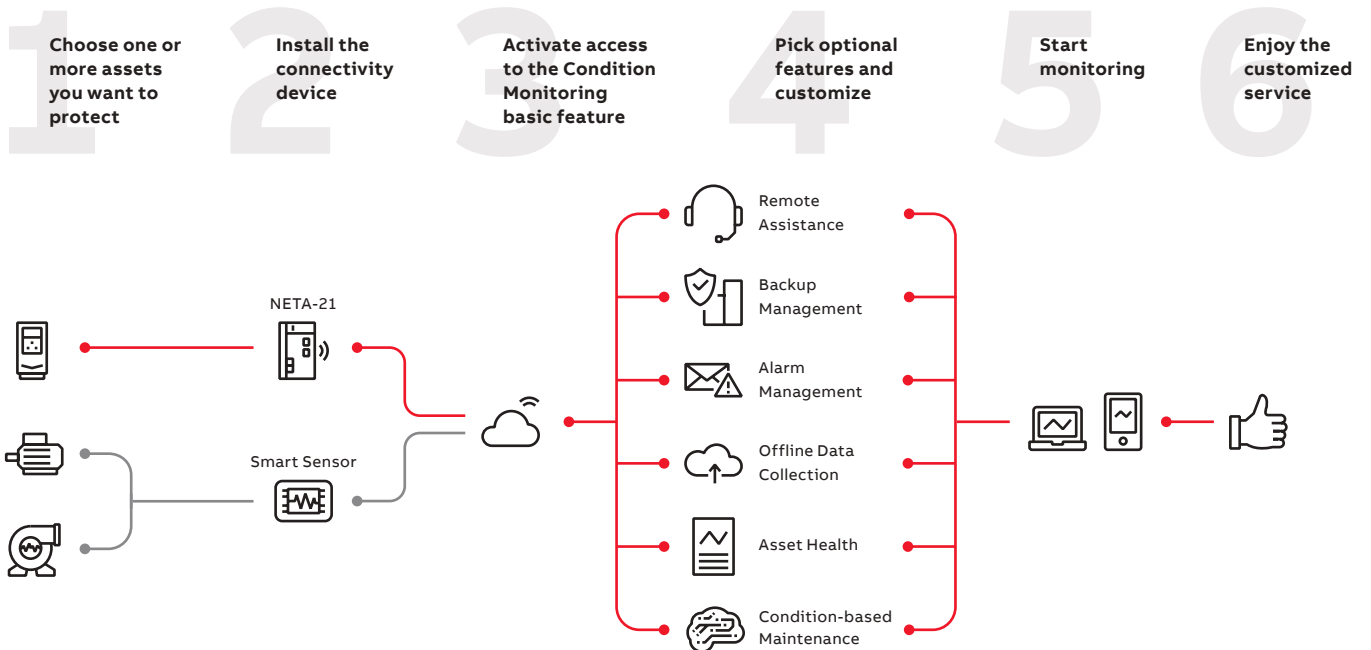 1
Choose one or
more assets
you want to
protect
2
Install the
connectivity
device
3
Activate access
to the Condition
Monitoring
basic feature
4
Pick optional
features and
customize
5
Start
monitoring
6
Enjoy the
customized
service
NETA-21
Smart Sensor
Remote
Assistance
Backup
Management
Alarm
Management
Offline Data
Collection
Asset Health
Condition-based
Maintenance